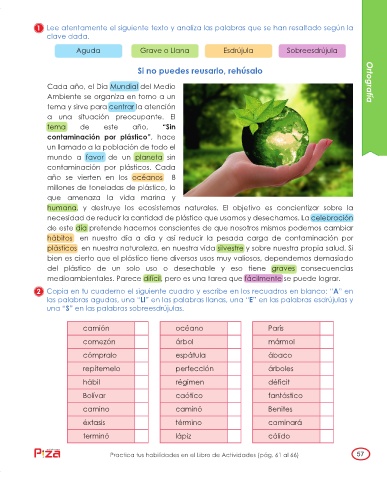 1 Lee atentamente el siguiente texto y analiza las palabras que se han resaltado según la
clave dada.
Aguda Grave o Llana Esdrújula Sobreesdrújula
Ortografía
Si no puedes reusarlo, rehúsalo
Cada año, el Día Mundial del Medio
Ambiente se organiza en torno a un
tema y sirve para centrar la atención
a una situación preocupante. El
tema de este año, "Sin
contaminación por plástico", hace
un llamado a la población de todo el
mundo a favor de un planeta sin
contaminación por plásticos. Cada
año se vierten en los océanos 8
millones de toneladas de plástico, lo
que amenaza la vida marina y
humana, y destruye los ecosistemas naturales. El objetivo es concientizar sobre la
necesidad de reducir la cantidad de plástico que usamos y desechamos. La celebración
de este día pretende hacernos conscientes de que nosotros mismos podemos cambiar
hábitos en nuestro día a día y así reducir la pesada carga de contaminación por
plásticos en nuestra naturaleza, en nuestra vida silvestre y sobre nuestra propia salud. Si
bien es cierto que el plástico tiene diversos usos muy valiosos, dependemos demasiado
del plástico de un solo uso o desechable y eso tiene graves consecuencias
medioambientales. Parece difícil, pero es una tarea que fácilmente se puede lograr.
2 Copia en tu cuaderno el siguiente cuadro y escribe en los recuadros en blanco: "A" en
las palabras agudas, una "Ll" en las palabras llanas, una "E" en las palabras esdrújulas y
una "S" en las palabras sobreesdrújulas.
camión océano París
comezón árbol mármol
cómpralo espátula ábaco
repítemelo perfección árboles
hábil régimen déficit
Bolívar caótico fantástico
camino caminó Benites
éxtasis término caminará
terminó lápiz cálido
Piza
Practica tus habilidades en el Libro de Actividades (pág. 61 al 66)
57